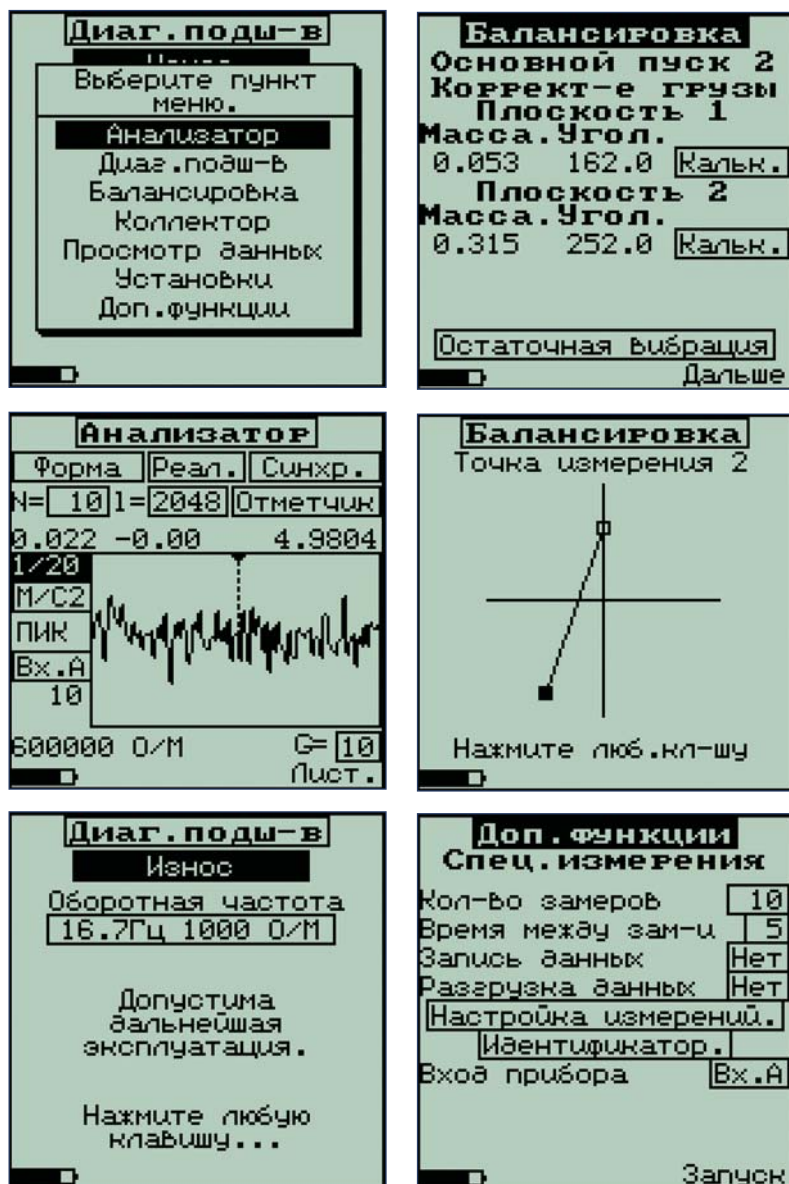 Диаг.подш-в
Выберите пункт
меню.
Анализатор
Диаг.подш-в
Балансировка
Коллектор
Просмотр данных
Установки
Доп.функции
Балансировка
Основной пуск 2
Коррект-е грузы
Плоскость 1
Масса.Угол.
0.053 162.0 Кальк.
Плоскость 2
Масса.Угол.
0.315 252.0 Кальк.
Остаточная вибрация
Дальше
Анализатор
Форма Реал. Синхр.
N= 10 l=2048 Отметчик
0.022 -0.00 4.9804
1/20
М/С2
ПИК
Вх.А
10
600000 О/М G= 10
Лист.
Балансировка
Точка измерения 2
Нажмите люб.кл-шу
Диаг.подш-в
Износ
Оборотная частота
16.7Гц 1000 О/М
Допустима
дальнейшая
эксплуатация.
Нажмите любую
клавишу...
Доп.функции
Спец.измерения
Кол-во замеров 10
Время между зам-и 5
Запись данных Нет
Разгрузка данных Нет
Настройка измерений.
Идентификатор.
Вход прибора Вх.А
Запуск